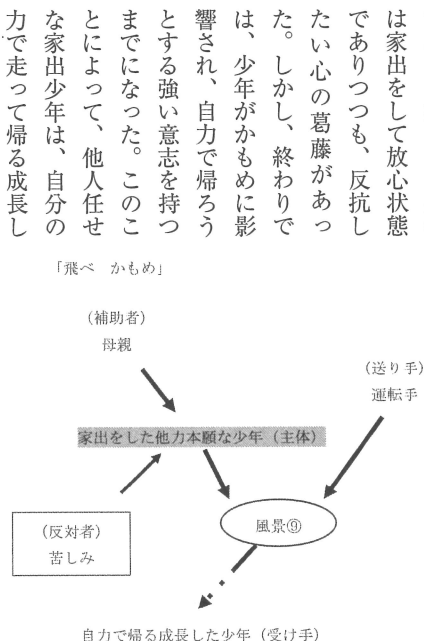 は家出をして放心状態
でありつつも、反抗し
たい心の葛藤があっ
た。しかし、終わりで
は、少年がかもめに影
響され、自力で帰ろう
とする強い意志を持つ
までになった。このこ
とによって、他人任せ
な家出少年は、自分の
力で走って帰る成長し
「飛べ　かもめ」
（補助者）
母親
（送り手）
運転手
家出をした他力本願な少年（主体）
（反対者）
苦しみ
風景⑨
自力で帰る成長した少年（受け手）